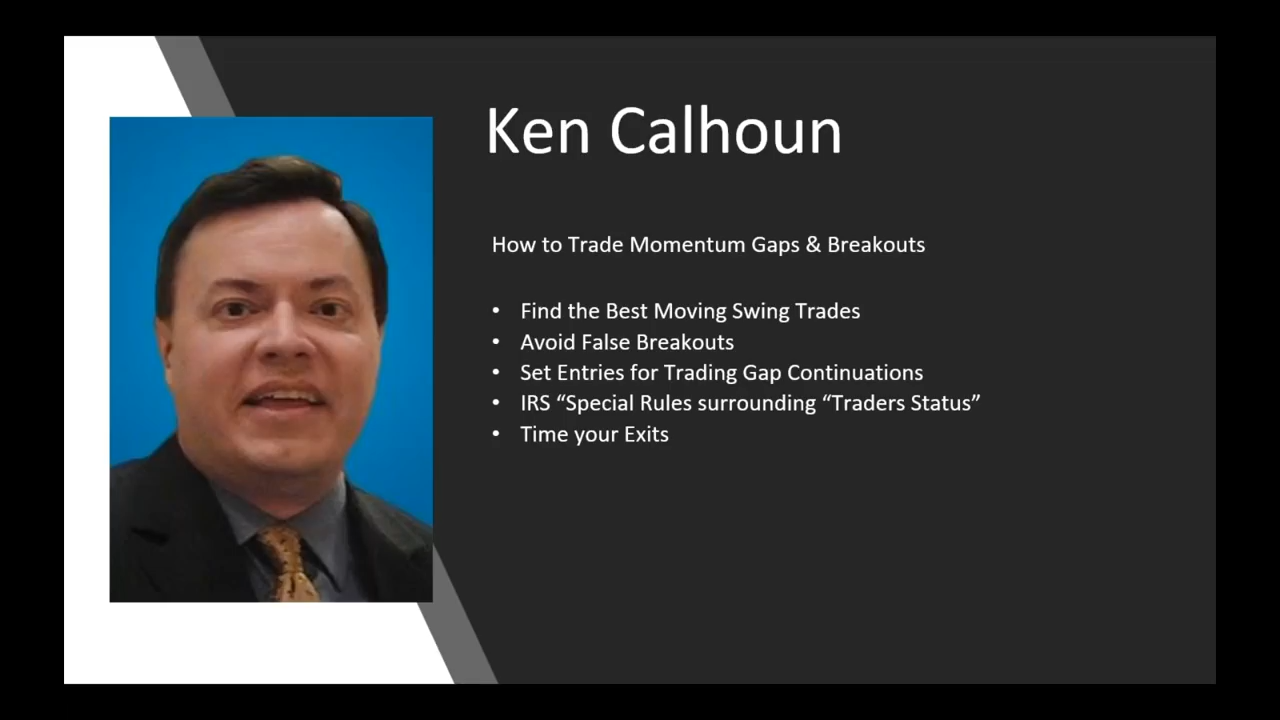 Ken Calhoun
How to Trade Momentum Gaps & Breakouts
• Find the Best Moving Swing Trades
• Avoid False Breakouts
• Set Entries for Trading Gap Continuations
• IRS “Special Rules surrounding “Traders Status”
• Time your Exits